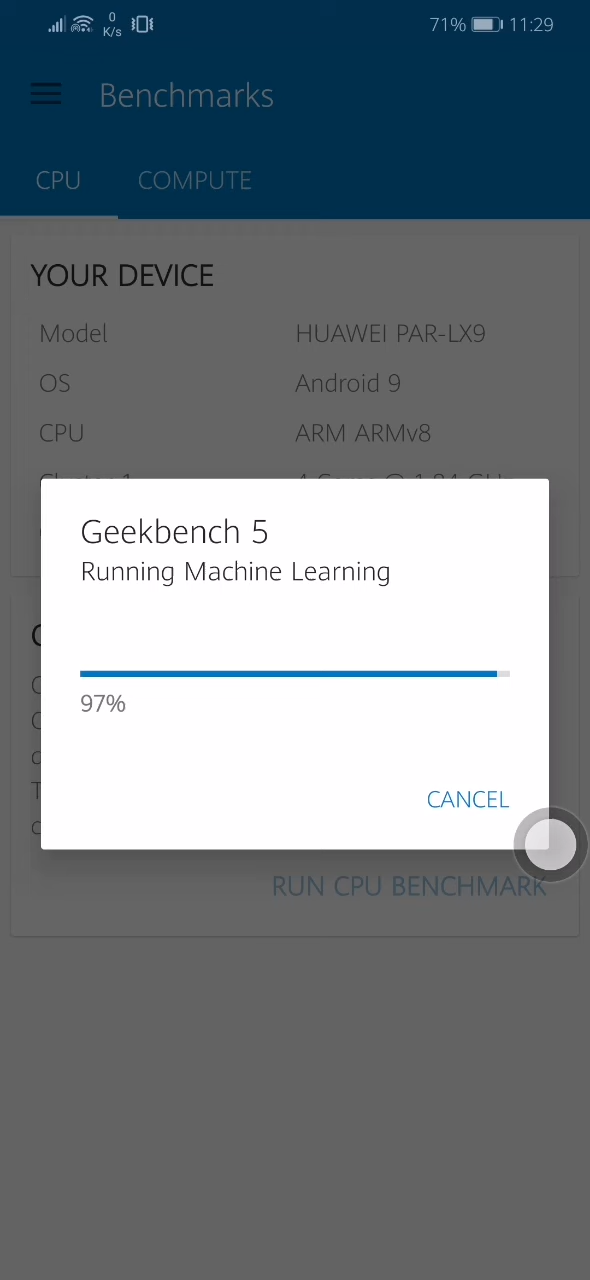 0
K/s
71%
11:29
Benchmarks
CPU COMPUTE
YOUR DEVICE
Model HUAWEI PAR-LX9
OS Android 9
CPU ARM ARMv8
Geekbench 5
Running Machine Learning
97%
CANCEL
RUN CPU BENCHMARK